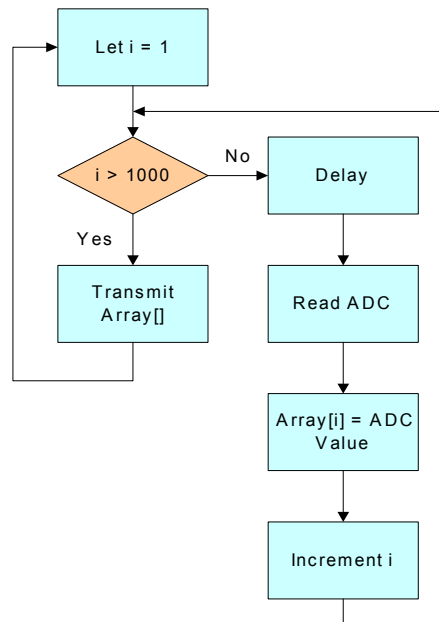 Let i = 1
i > 1000
No
Delay
Yes
Transmit
Array[]
Read ADC
Array[i] = ADC
Value
Increment i